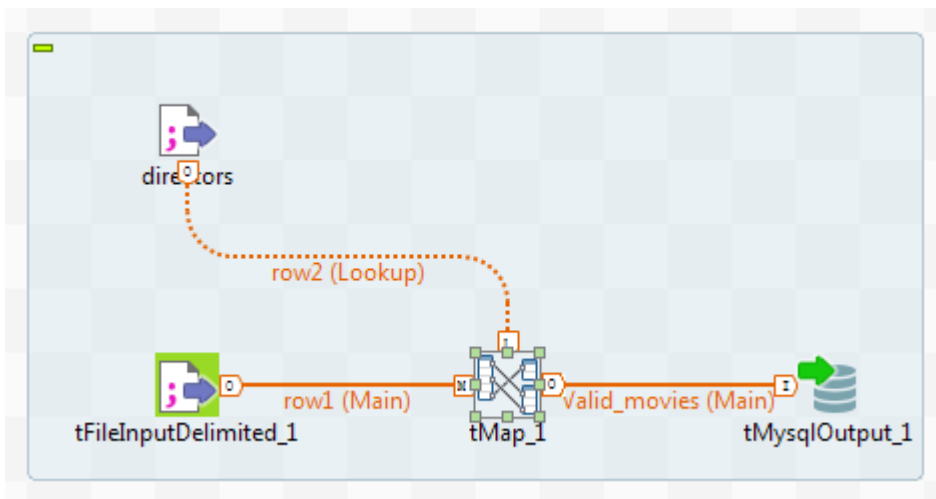 directors
row2 (Lookup)
row1 (Main)
Valid_movies (Main)
tFileInputDelimited_1
tMap_1
tMysqlOutput_1